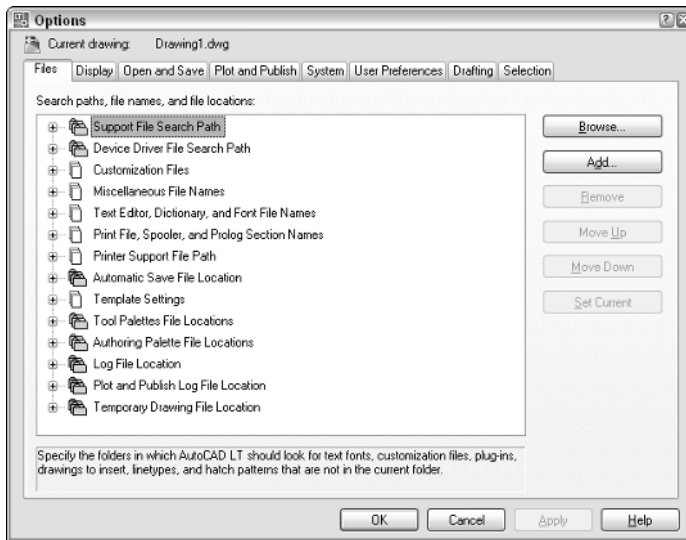 Options
Current drawing: Drawing1.dwg
Files Display Open and Save Plot and Publish System User Preferences Drafting Selection
Search paths, file names, and file locations:
Support File Search Path
Device Driver File Search Path
Customization Files
Miscellaneous File Names
Text Editor, Dictionary, and Font File Names
Print File, Spooler, and Prolog Section Names
Printer Support File Path
Automatic Save File Location
Template Settings
Tool Palettes File Locations
Authoring Palette File Locations
Log File Location
Plot and Publish Log File Location
Temporary Drawing File Location
Browse...
Add...
Remove
Move Up
Move Down
Set Current
Specify the folders in which AutoCAD LT should look for text fonts, customization files, plug-ins,
drawings to insert, linetypes, and hatch patterns that are not in the current folder.
OK Cancel Apply Help